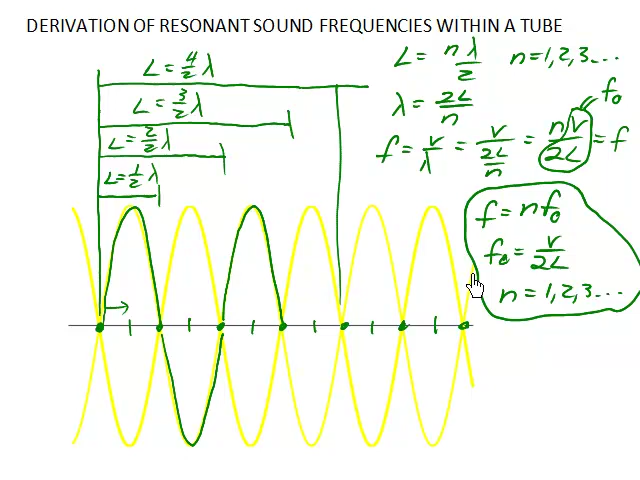 DERIVATION OF RESONANT SOUND FREQUENCIES WITHIN A TUBE
L = 4/2 λ
L = 3/2 λ
L = 2/2 λ
L = 1/2 λ
L = nλ/2 n = 1, 2, 3 ...
λ = 2L/n
f₀
f = v/λ = v/(2L/n) = nv/2L = f
f = nf₀
f₀ = v/2L
n = 1, 2, 3 ...